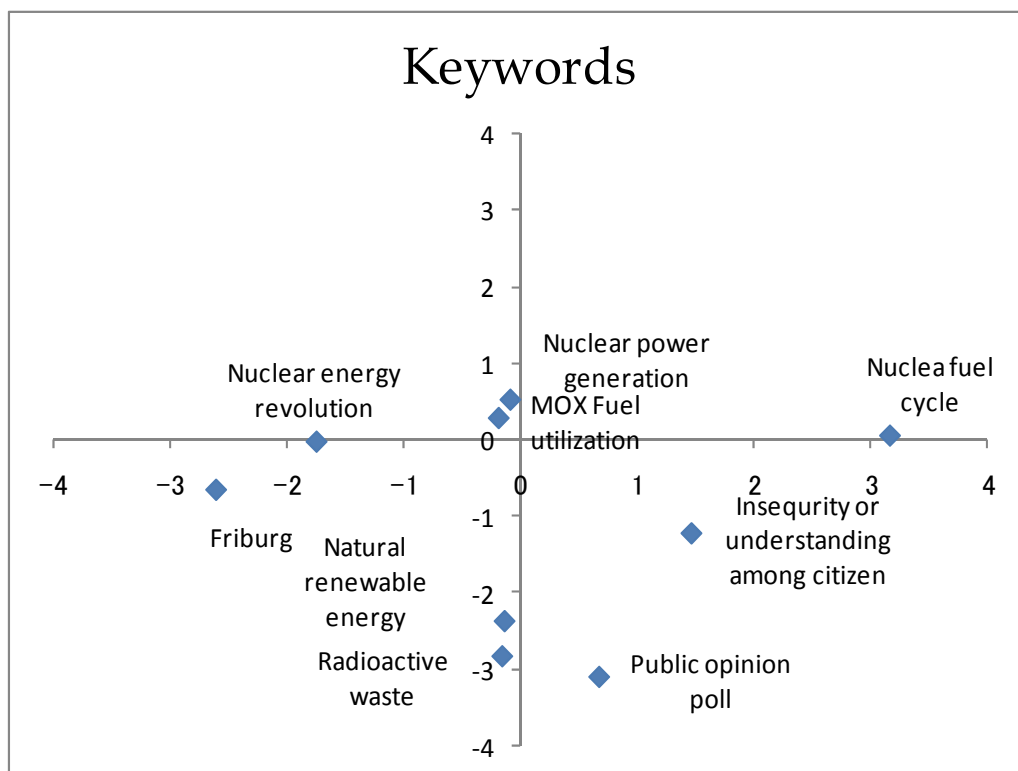 Keywords
4
3
2
1
0
-1
-2
-3
-4
−4
−3
−2
−1
0
1
2
3
4
Nuclear power
generation
MOX Fuel
utilization
Nuclear energy
revolution
Nuclea fuel
cycle
Friburg
Natural
renewable
energy
Radioactive
waste
Insequrity or
understanding
among citizen
Public opinion
poll